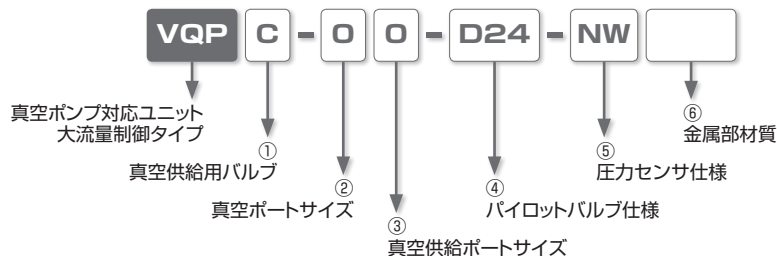 VQP C - 0 0 - D24 - NW
真空ポンプ対応ユニット
大流量制御タイプ
①
真空供給用バルブ
②
真空ポートサイズ
③
真空供給ポートサイズ
④
パイロットバルブ仕様
⑤
圧力センサ仕様
⑥
金属部材質